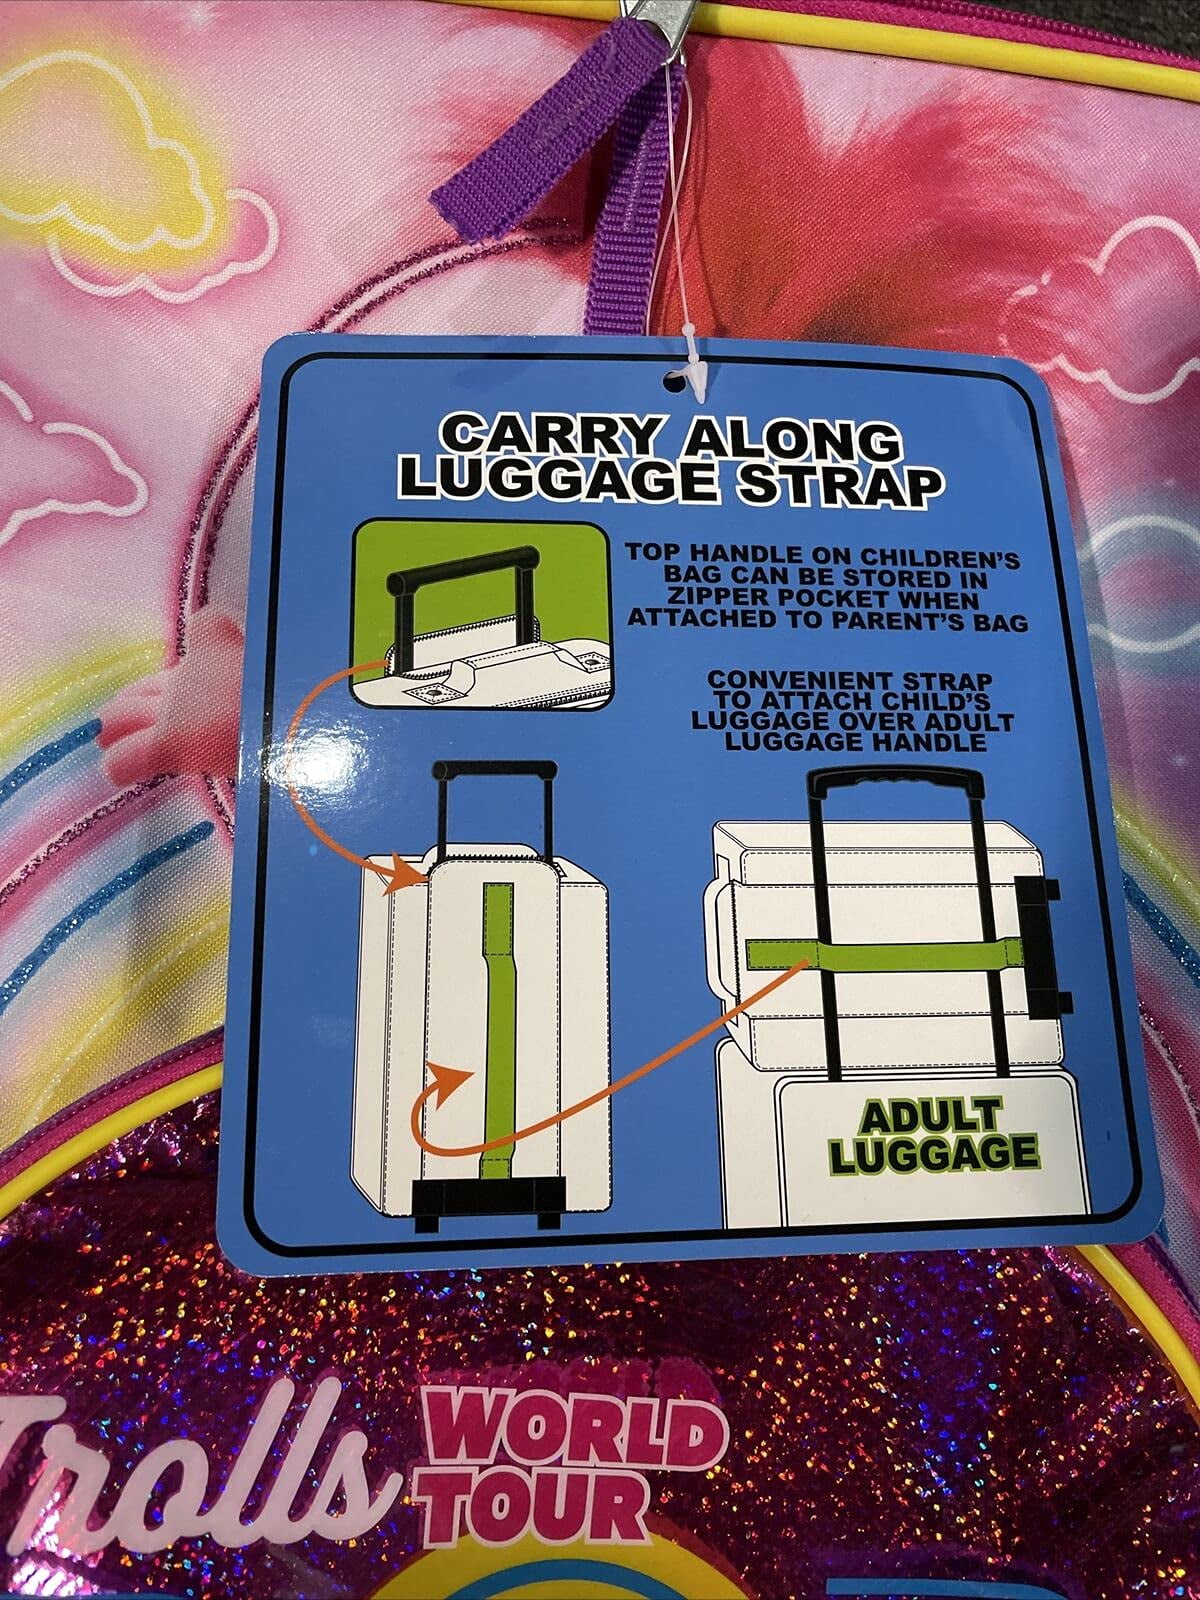 CARRY ALONG
LUGGAGE STRAP
TOP HANDLE ON CHILDREN'S
BAG CAN BE STORED IN
ZIPPER POCKET WHEN
ATTACHED TO PARENT'S BAG
CONVENIENT STRAP
TO ATTACH CHILD'S
LUGGAGE OVER ADULT
LUGGAGE HANDLE
ADULT
LUGGAGE
Trolls
WORLD
TOUR